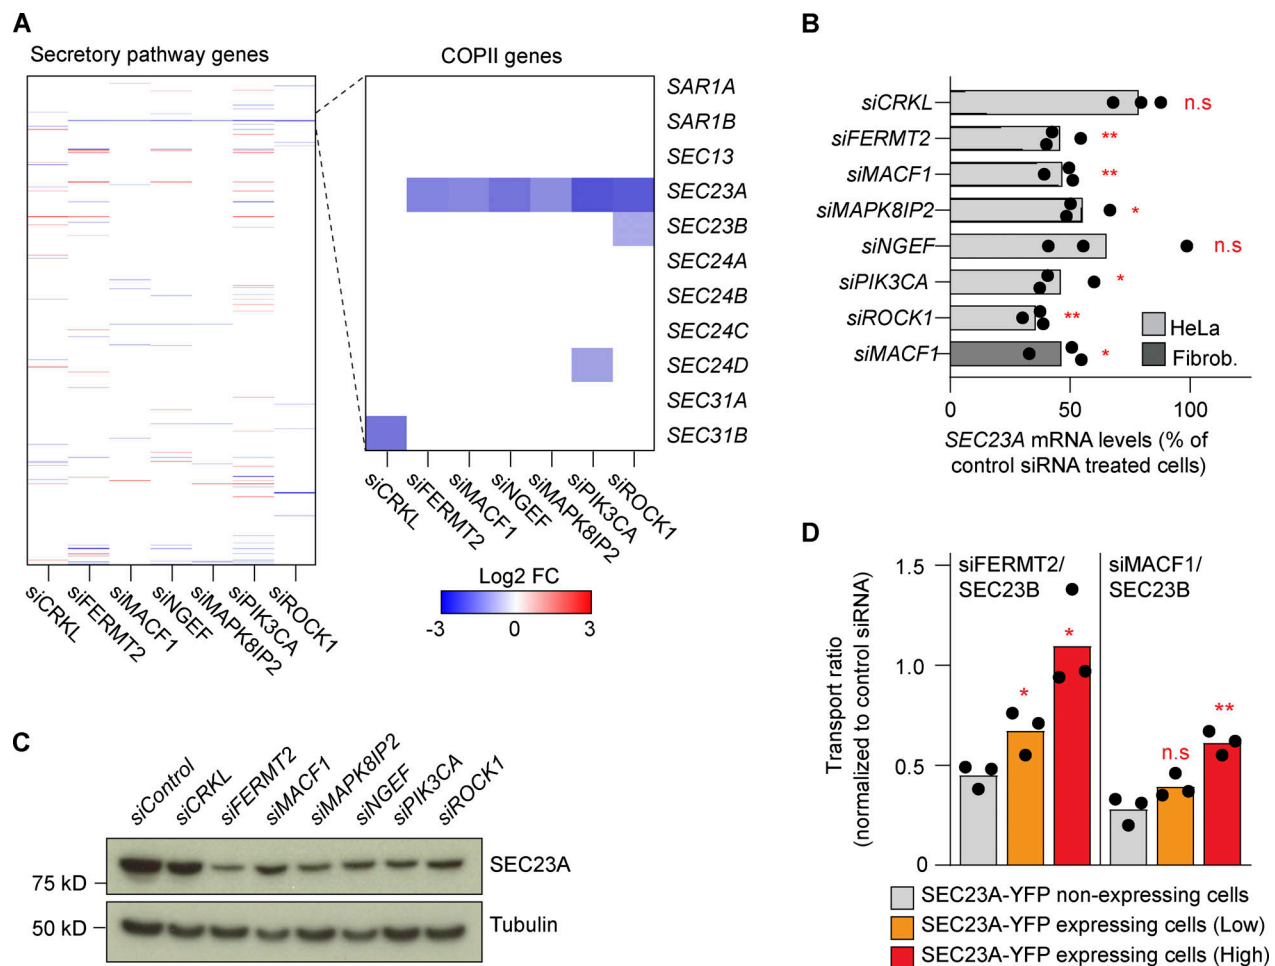 A
Secretory pathway genes
COPII genes
SAR1A
SAR1B
SEC13
SEC23A
SEC23B
SEC24A
SEC24B
SEC24C
SEC24D
SEC31A
SEC31B
siCRKL
siFERMT2
siMACF1
siNGEF
siMAPK8IP2
siPIK3CA
siROCK1
siCRKL
siFERMT2
siMACF1
siNGEF
siMAPK8IP2
siPIK3CA
siROCK1
Log2 FC
-3 0 3
B
siCRKL n.s
siFERMT2 **
siMACF1 **
siMAPK8IP2 *
siNGEF n.s
siPIK3CA *
siROCK1 **
siMACF1 *
HeLa
Fibrob.
0 50 100
SEC23A mRNA levels (% of
control siRNA treated cells)
C
siControl
siCRKL
siFERMT2
siMACF1
siMAPK8IP2
siNGEF
siPIK3CA
siROCK1
SEC23A
75 kD
50 kD
Tubulin
D
siFERMT2/
SEC23B
siMACF1/
SEC23B
Transport ratio
(normalized to control siRNA)
1.5
1.0
0.5
0
*
*
n.s
**
SEC23A-YFP non-expressing cells
SEC23A-YFP expressing cells (Low)
SEC23A-YFP expressing cells (High)